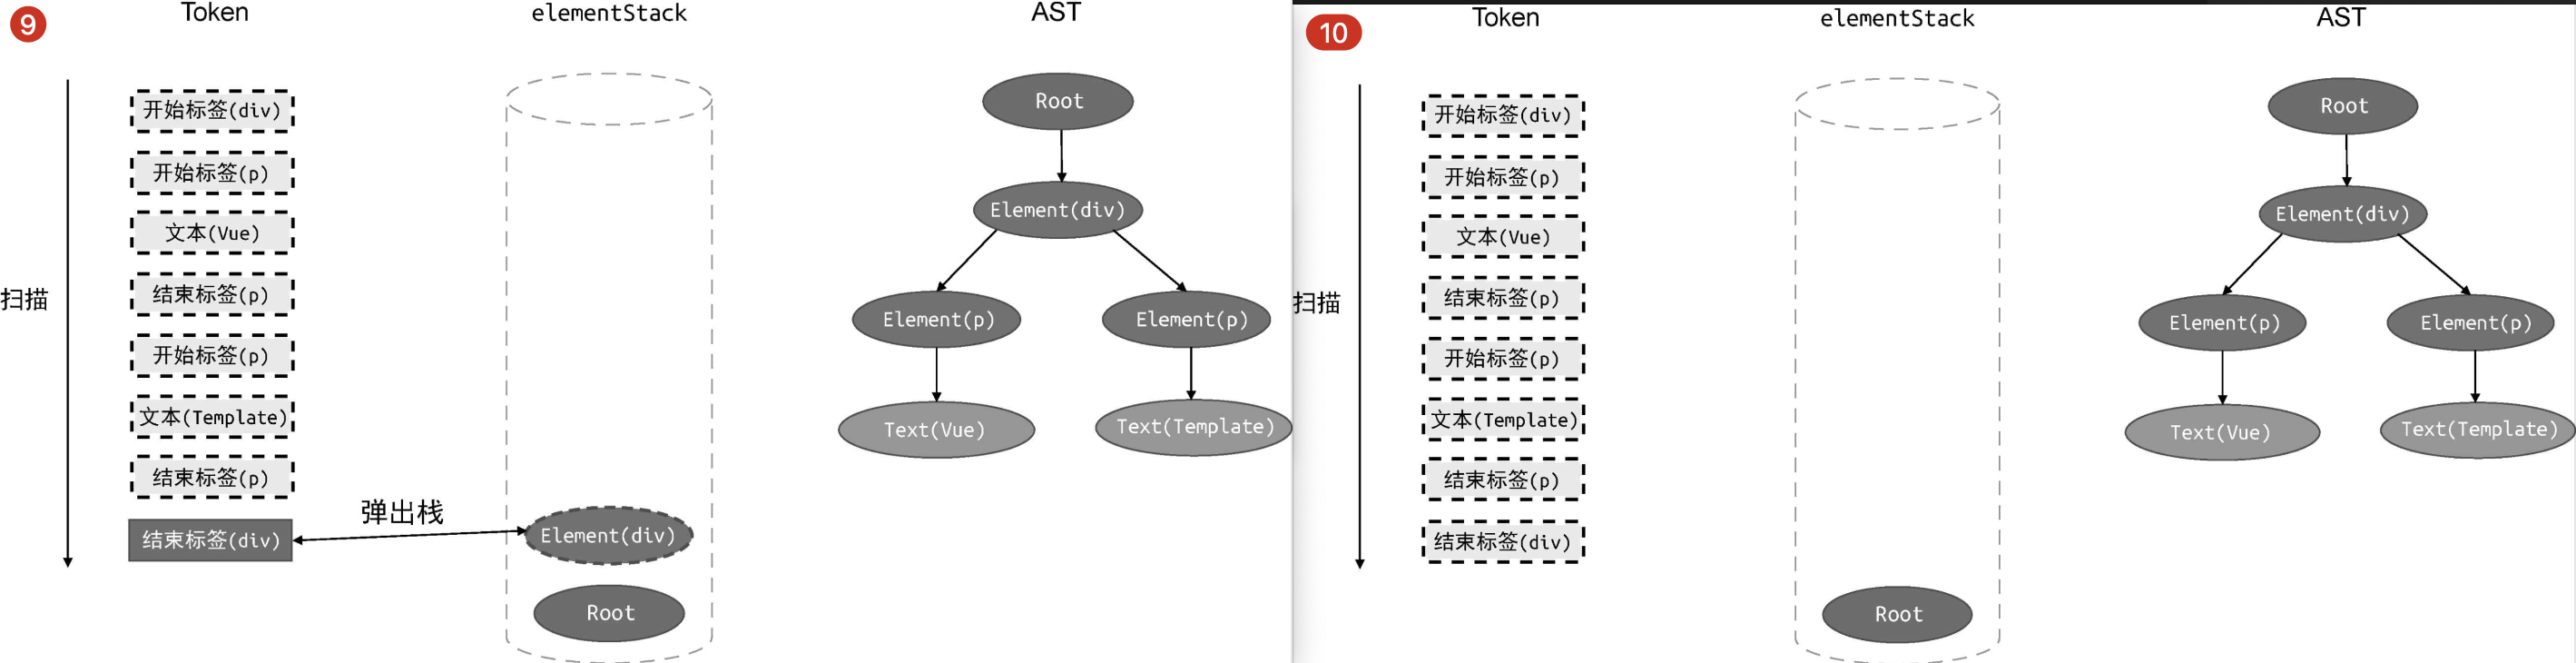 9
Token
elementStack
AST
扫描
开始标签(div)
开始标签(p)
文本(Vue)
结束标签(p)
开始标签(p)
文本(Template)
结束标签(p)
结束标签(div)
弹出栈
Element(div)
Root
Root
Element(div)
Element(p)
Element(p)
Text(Vue)
Text(Template)
10
Token
elementStack
AST
扫描
开始标签(div)
开始标签(p)
文本(Vue)
结束标签(p)
开始标签(p)
文本(Template)
结束标签(p)
结束标签(div)
Root
Root
Element(div)
Element(p)
Element(p)
Text(Vue)
Text(Template)